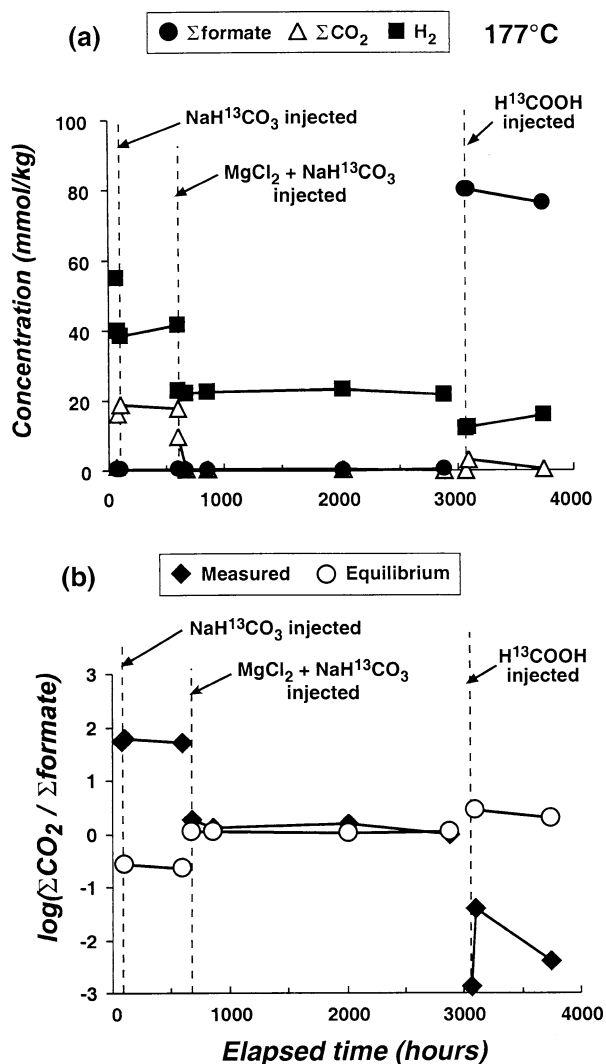 (a) Σformate ΣCO₂ H₂ 177°C
NaH¹³CO₃ injected
H¹³COOH
injected
MgCl₂ + NaH¹³CO₃
injected
Concentration (mmol/kg)
100
80
60
40
20
0
0 1000 2000 3000 4000
(b) Measured Equilibrium
NaH¹³CO₃ injected
MgCl₂ + NaH¹³CO₃
injected
H¹³COOH
injected
log(ΣCO₂ / Σformate)
3
2
1
0
-1
-2
-3
0 1000 2000 3000 4000
Elapsed time (hours)